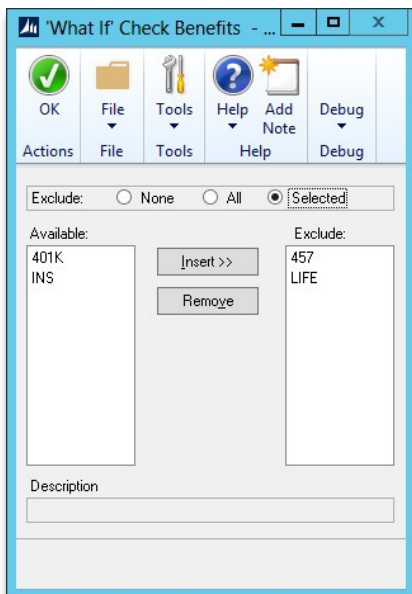 'What If' Check Benefits - ...
OK
File
Tools
Help
Add
Note
Debug
Actions
File
Tools
Help
Debug
Exclude:
None
All
Selected
Available:
Exclude:
401K
INS
Insert >>
Remove
457
LIFE
Description